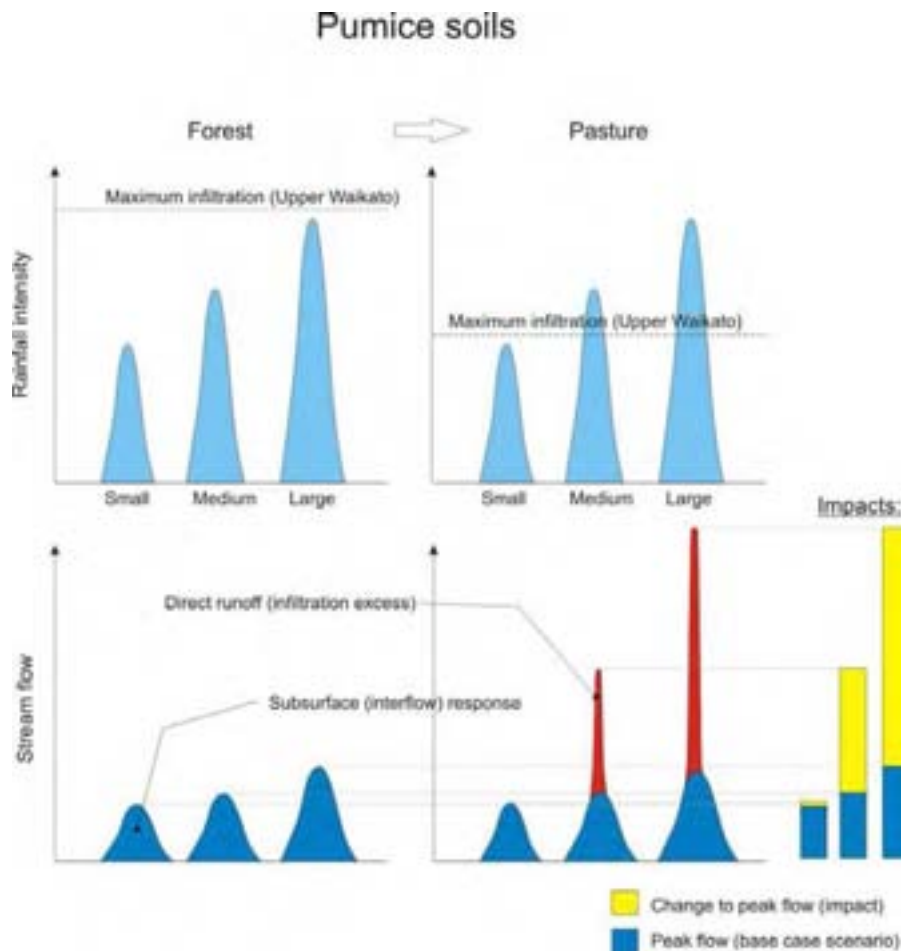 Pumice soils
Forest
Pasture
Maximum infiltration (Upper Waikato)
Maximum infiltration (Upper Waikato)
Rainfall intensity
Small
Medium
Large
Small
Medium
Large
Impacts:
Direct runoff (infiltration excess)
Subsurface (interflow) response
Stream flow
Change to peak flow (impact)
Peak flow (base case scenario)